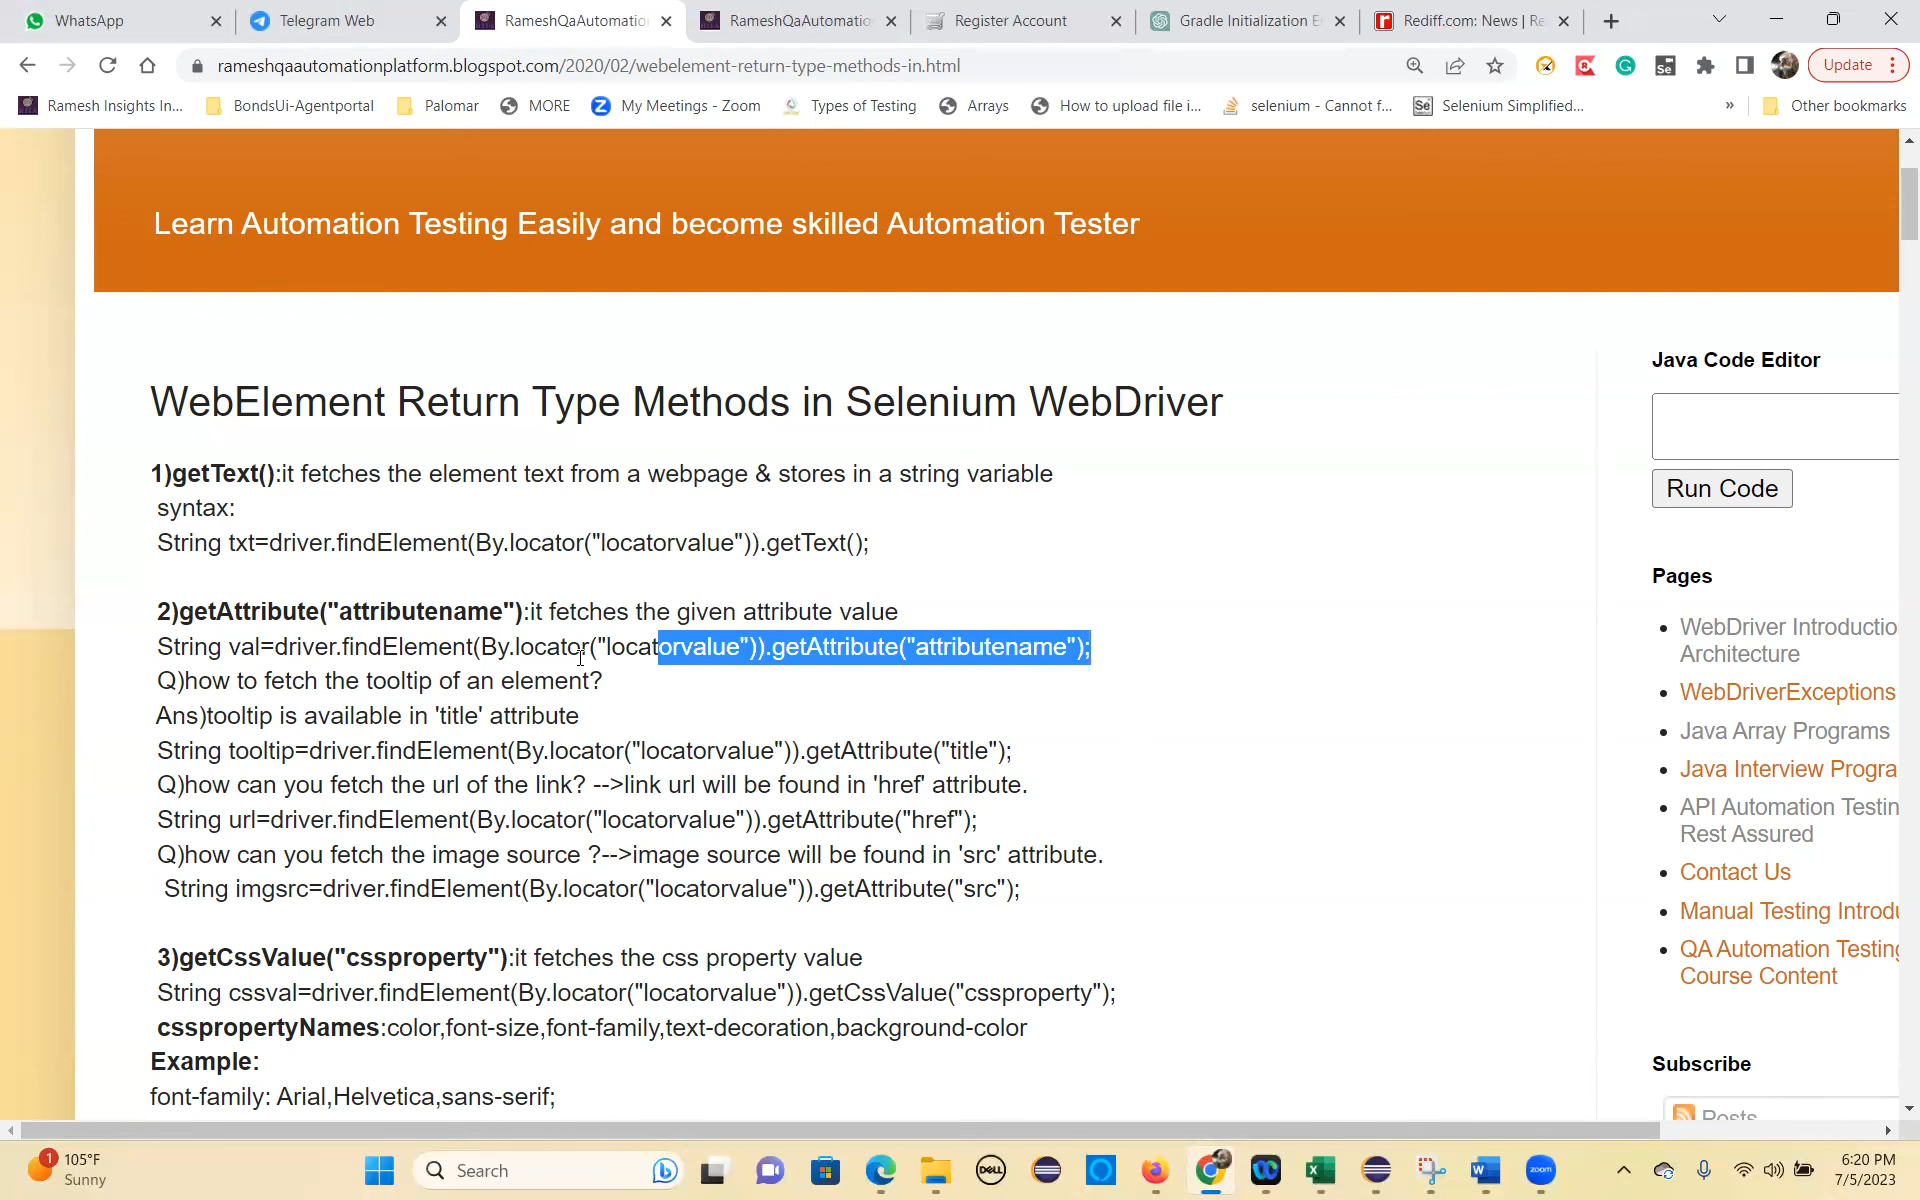 WhatsApp
Telegram Web
RameshQaAutomatio
RameshQaAutomatio
Register Account
Gradle Initialization E
Rediff.com: News | Re
rameshqaautomationplatform.blogspot.com/2020/02/webelement-return-type-methods-in.html
Update
Ramesh Insights In...
BondsUi-Agentportal
Palomar
MORE
My Meetings - Zoom
Types of Testing
Arrays
How to upload file i...
selenium - Cannot f...
Selenium Simplified...
»
Other bookmarks
Learn Automation Testing Easily and become skilled Automation Tester
WebElement Return Type Methods in Selenium WebDriver
1)getText():it fetches the element text from a webpage & stores in a string variable
syntax:
String txt=driver.findElement(By.locator("locatorvalue")).getText();
2)getAttribute("attributename"):it fetches the given attribute value
String val=driver.findElement(By.locator("locatorvalue")).getAttribute("attributename");
Q)how to fetch the tooltip of an element?
Ans)tooltip is available in 'title' attribute
String tooltip=driver.findElement(By.locator("locatorvalue")).getAttribute("title");
Q)how can you fetch the url of the link? -->link url will be found in 'href' attribute.
String url=driver.findElement(By.locator("locatorvalue")).getAttribute("href");
Q)how can you fetch the image source ?-->image source will be found in 'src' attribute.
String imgsrc=driver.findElement(By.locator("locatorvalue")).getAttribute("src");
3)getCssValue("cssproperty"):it fetches the css property value
String cssval=driver.findElement(By.locator("locatorvalue")).getCssValue("cssproperty");
csspropertyNames:color,font-size,font-family,text-decoration,background-color
Example:
font-family: Arial,Helvetica,sans-serif;
Java Code Editor
Run Code
Pages
WebDriver Introductio
Architecture
WebDriverExceptions
Java Array Programs
Java Interview Progra
API Automation Testin
Rest Assured
Contact Us
Manual Testing Introdu
QA Automation Testing
Course Content
Subscribe
Posts
1
105°F
Sunny
Search
DELL
zoom
6:20 PM
7/5/2023